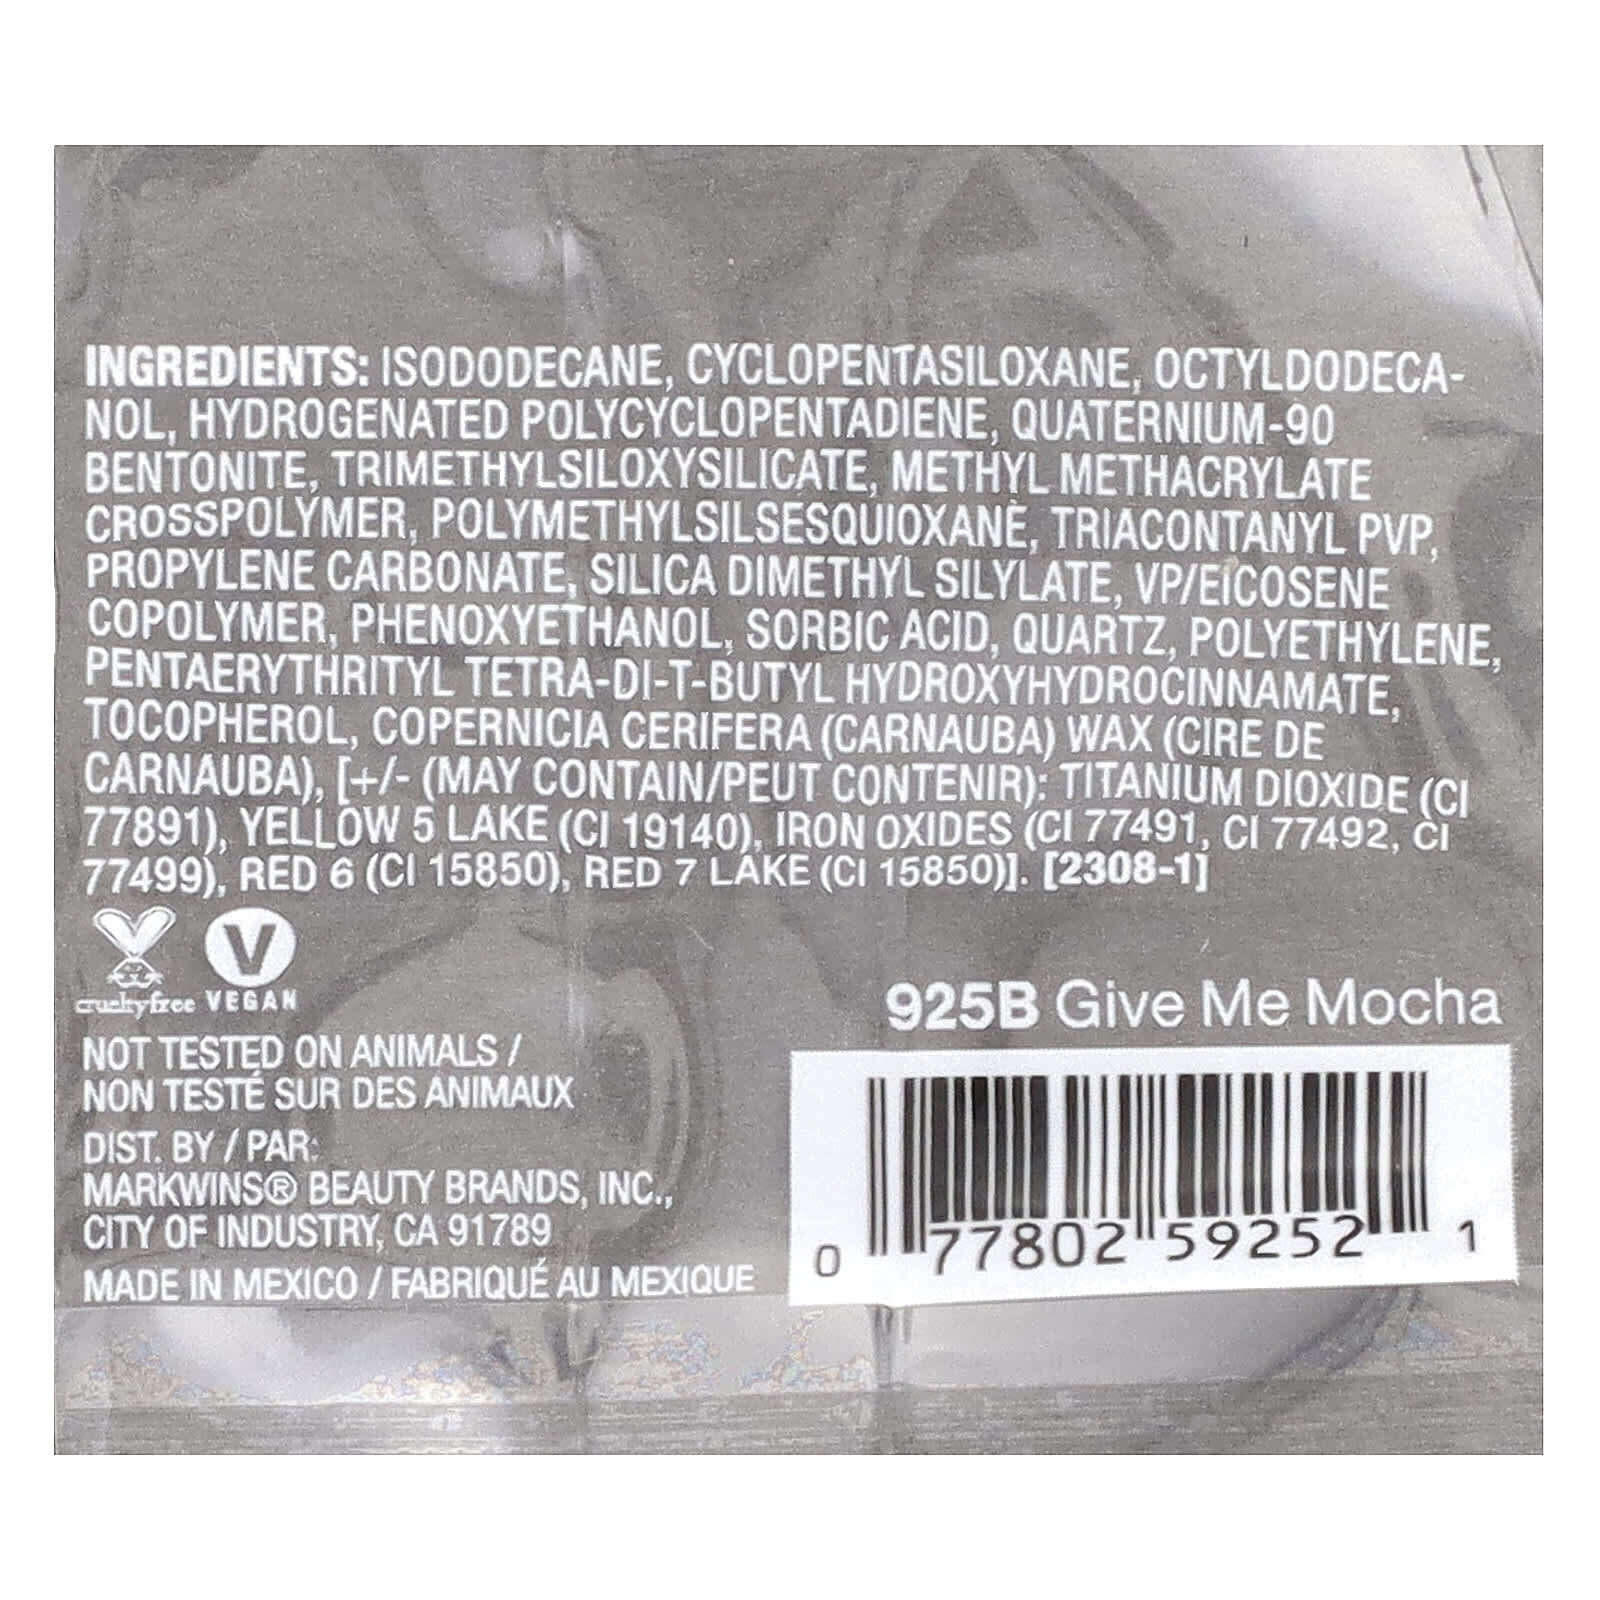 INGREDIENTS: ISODODECANE, CYCLOPENTASILOXANE, OCTYLDODECA-
NOL, HYDROGENATED POLYCYCLOPENTADIENE, QUATERNIUM-90
BENTONITE, TRIMETHYLSILOXYSILICATE, METHYL METHACRYLATE
CROSSPOLYMER, POLYMETHYLSILSESQUIOXANE, TRIACONTANYL PVP,
PROPYLENE CARBONATE, SILICA DIMETHYL SILYLATE, VP/EICOSENE
COPOLYMER, PHENOXYETHANOL, SORBIC ACID, QUARTZ, POLYETHYLENE,
PENTAERYTHRITYL TETRA-DI-T-BUTYL HYDROXYHYDROCINNAMATE,
TOCOPHEROL, COPERNICIA CERIFERA (CARNAUBA) WAX (CIRE DE
CARNAUBA), [+/- (MAY CONTAIN/PEUT CONTENIR): TITANIUM DIOXIDE (CI
77891), YELLOW 5 LAKE (CI 19140), IRON OXIDES (CI 77491, CI 77492, CI
77499), RED 6 (CI 15850), RED 7 LAKE (CI 15850)]. [2308-1]
crueltyfree VEGAN
925B Give Me Mocha
NOT TESTED ON ANIMALS /
NON TESTÉ SUR DES ANIMAUX
DIST. BY / PAR:
MARKWINS® BEAUTY BRANDS, INC.,
CITY OF INDUSTRY, CA 91789
MADE IN MEXICO / FABRIQUÉ AU MEXIQUE
0 77802 59252 1